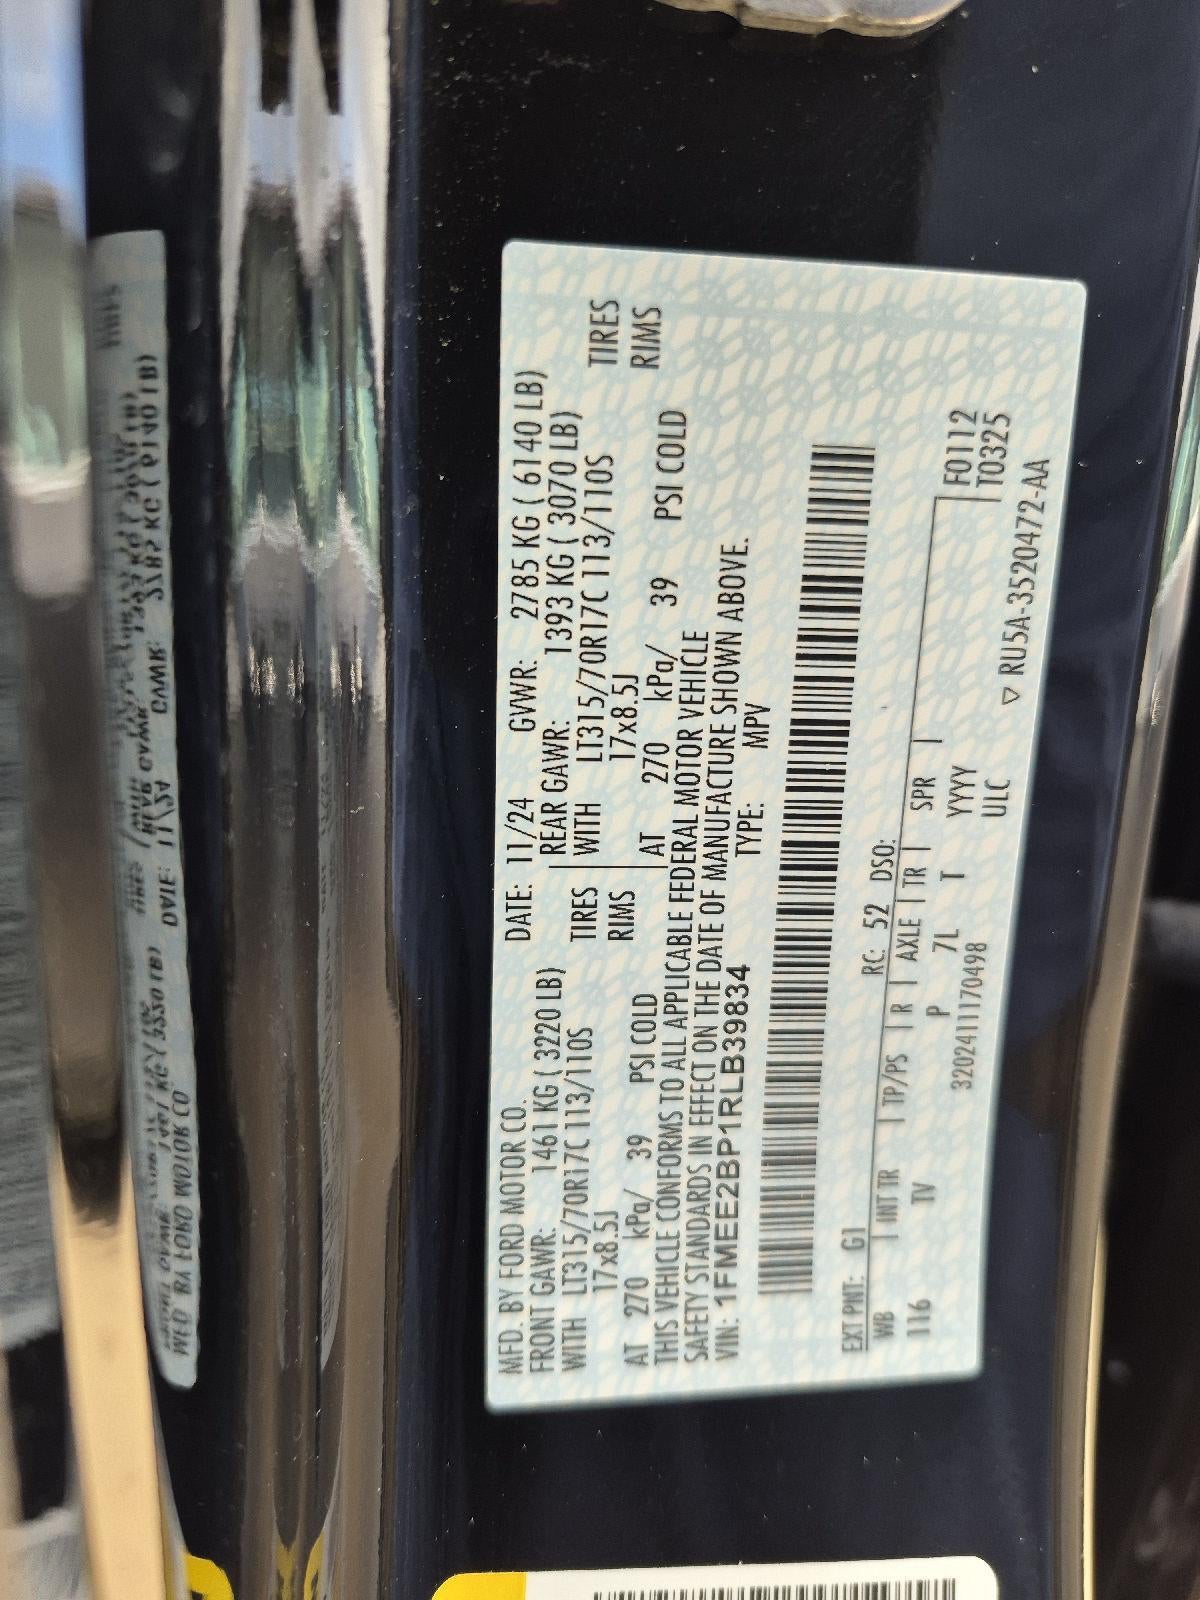 MFD. BY FORD MOTOR CO. DATE: 11/24 GVWR: 2785 KG ( 6140 LB)
FRONT GAWR: 1461 KG ( 3220 LB) REAR GAWR: 1393 KG ( 3070 LB)
WITH LT315/70R17C 113/110S TIRES WITH LT315/70R17C 113/110S TIRES
17x8.5J RIMS 17x8.5J RIMS
AT 270 kPa/ 39 PSI COLD AT 270 kPa/ 39 PSI COLD
THIS VEHICLE CONFORMS TO ALL APPLICABLE FEDERAL MOTOR VEHICLE
SAFETY STANDARDS IN EFFECT ON THE DATE OF MANUFACTURE SHOWN ABOVE.
VIN: 1FMEE2BP1RLB39834 TYPE: MPV
EXT PNT: G1 RC: 52 DSO:
WB | INT TR | TP/PS | R | AXLE | TR | SPR | F0112
116 TV P 7L T YYYY T0325
3202411170498 ULC
▽ RU5A-3520472-AA